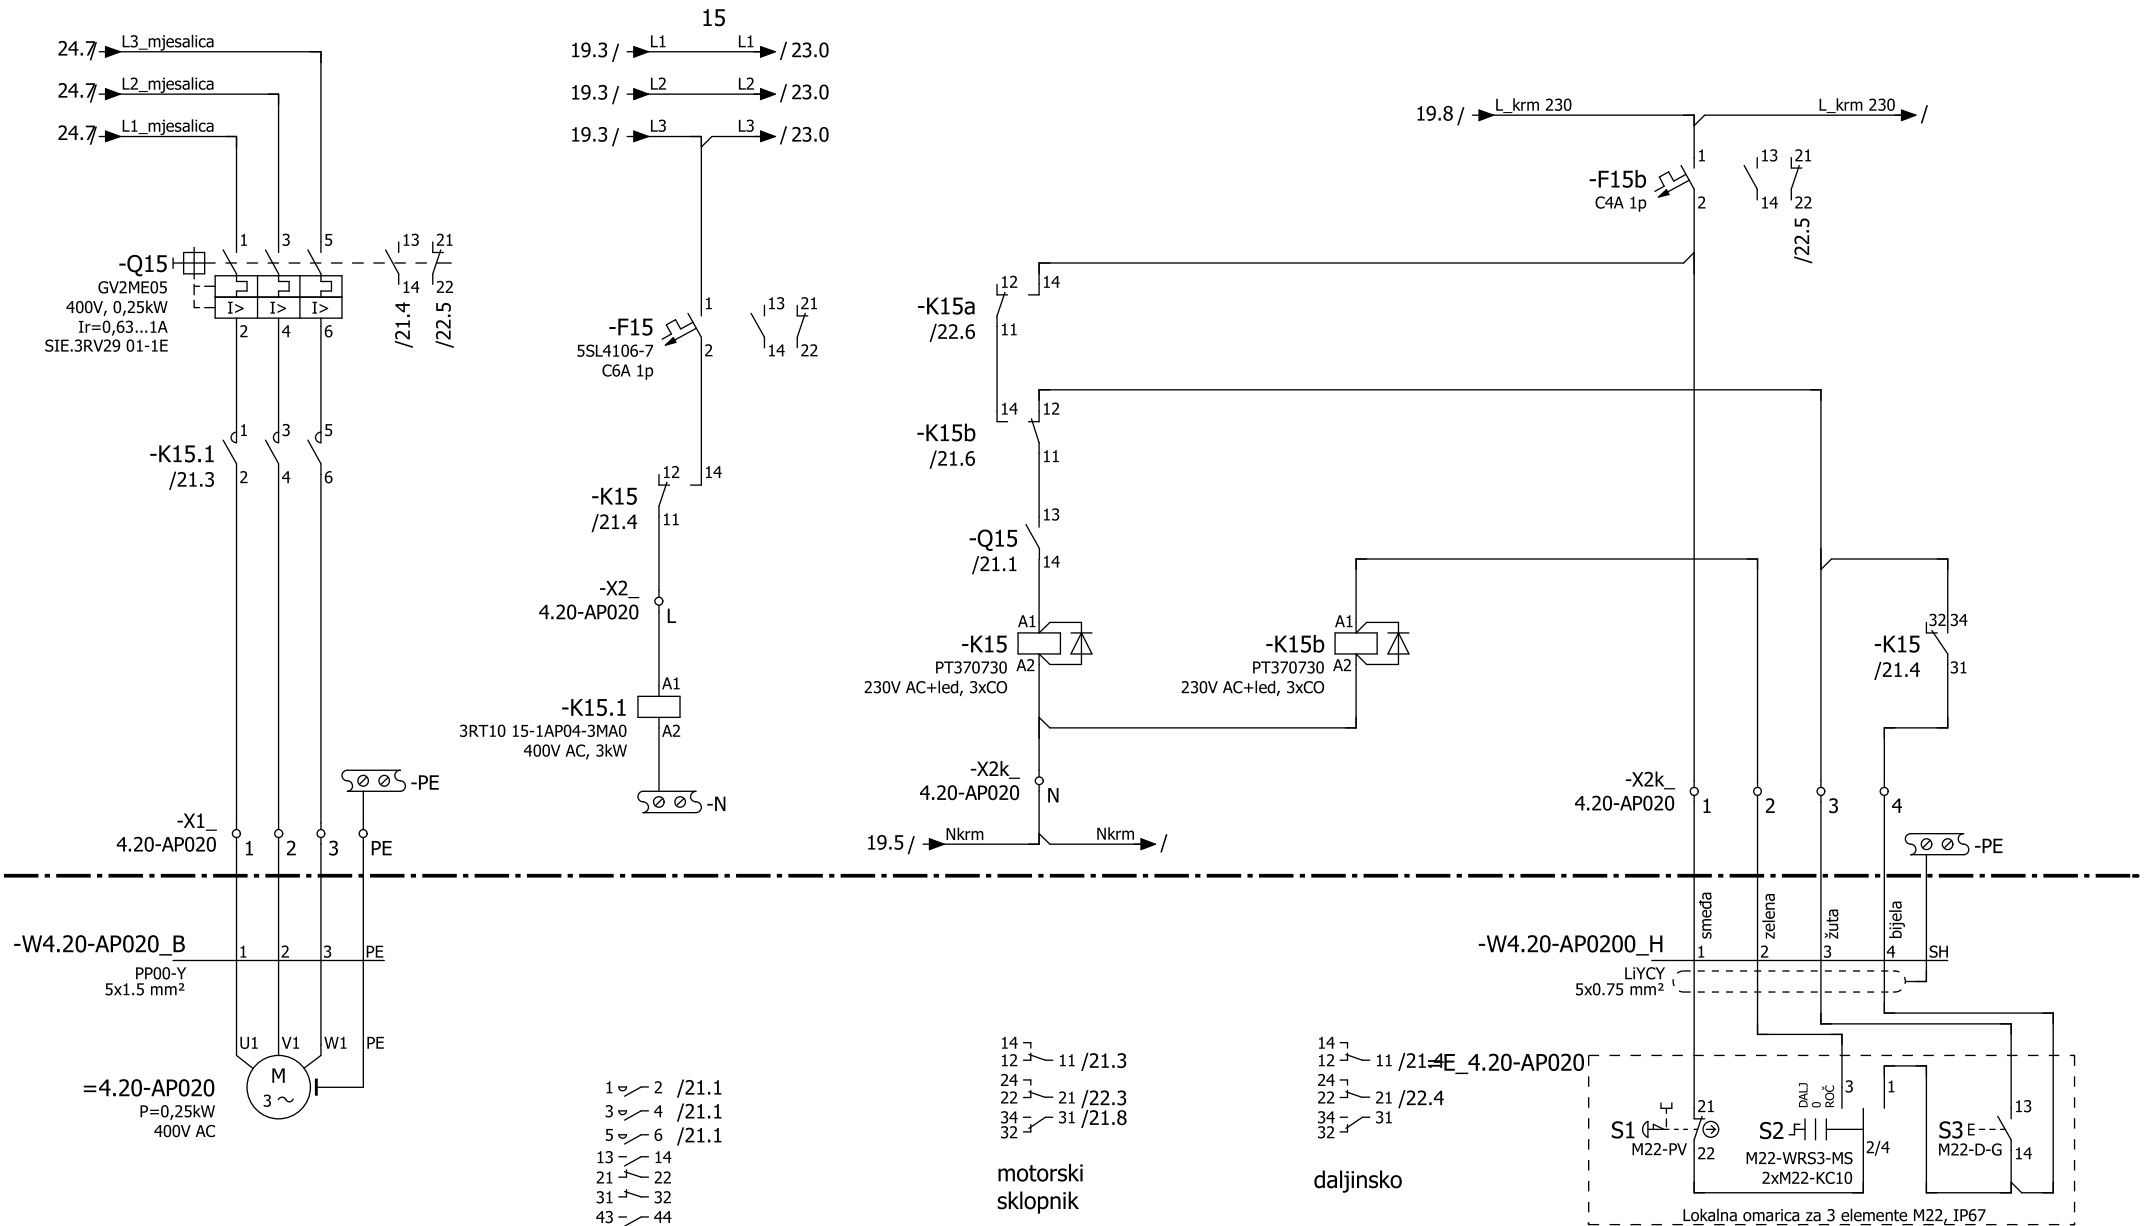 15
24.7/ L3_mjesalica
24.7/ L2_mjesalica
24.7/ L1_mjesalica
19.3 / L1 L1 / 23.0
19.3 / L2 L2 / 23.0
19.3 / L3 L3 / 23.0
19.8 / L_krm 230 L_krm 230 /
-F15b
C4A 1p
1 2
13 14 21 22
/22.5
-Q15
GV2ME05
400V, 0,25kW
Ir=0,63...1A
SIE.3RV29 01-1E
1 3 5
I> I> I>
2 4 6
13 21
14 22
/21.4
/22.5
-F15
5SL4106-7
C6A 1p
1 2
13 21
14 22
-K15a
/22.6
12 14
11
-K15b
/21.6
14 12
11
-K15.1
/21.3
1 3 5
2 4 6
-K15
/21.4
12 14
11
-Q15
/21.1
13
14
-X2_
4.20-AP020
L
-K15
PT370730
230V AC+led, 3xCO
A1
A2
-K15b
PT370730
230V AC+led, 3xCO
A1
A2
-K15
/21.4
32 34
31
-K15.1
3RT10 15-1AP04-3MA0
400V AC, 3kW
A1
A2
-PE
-N
-X2k_
4.20-AP020
N
-X2k_
4.20-AP020
1 2 3 4
-X1_
4.20-AP020
1 2 3 PE
19.5 / Nkrm Nkrm /
-PE
-W4.20-AP020_B
PP00-Y
5x1.5 mm²
1 2 3 PE
-W4.20-AP0200_H
LiYCY
5x0.75 mm²
smeđa
zelena
žuta
bijela
1 2 3 4 SH
U1 V1 W1 PE
M
3 ~
=4.20-AP020
P=0,25kW
400V AC
1 2 /21.1
3 4 /21.1
5 6 /21.1
13 14
21 22
31 32
43 44
14
12 11 /21.3
24
22 21 /22.3
34 31 /21.8
32
motorski
sklopnik
14
12 11 /21.4
24
22 21 /22.4
34 31
32
daljinsko
=E_4.20-AP020
S1
M22-PV
21
22
DALJ
0
ROČ
3 1
S2
M22-WRS3-MS
2xM22-KC10
2/4
S3
M22-D-G
13
14
Lokalna omarica za 3 elemente M22, IP67